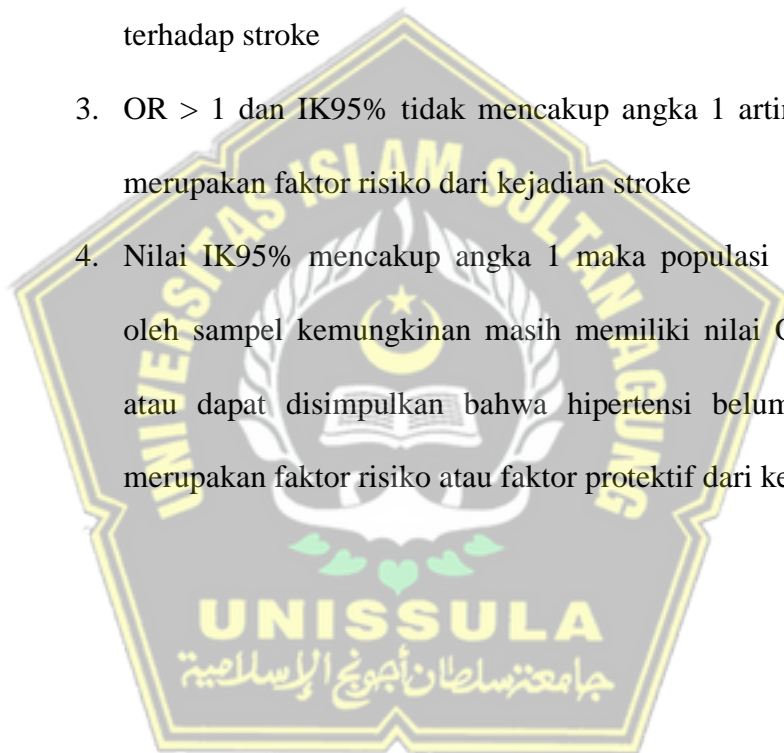 terhadap stroke
3. OR > 1 dan IK95% tidak mencakup angka 1 artin
merupakan faktor risiko dari kejadian stroke
4. Nilai IK95% mencakup angka 1 maka populasi
oleh sampel kemungkinan masih memiliki nilai
atau dapat disimpulkan bahwa hipertensi belum
merupakan faktor risiko atau faktor protektif dari ke
UNIVERSITAS ISLAM SULTAN AGUNG
UNISSULA
جامعة سلطان أجونج الإسلامية